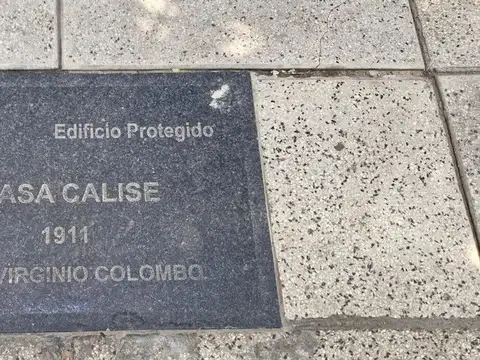 Edificio Protegido
ASA CALISE
1911
VIRGINIO COLOMBO